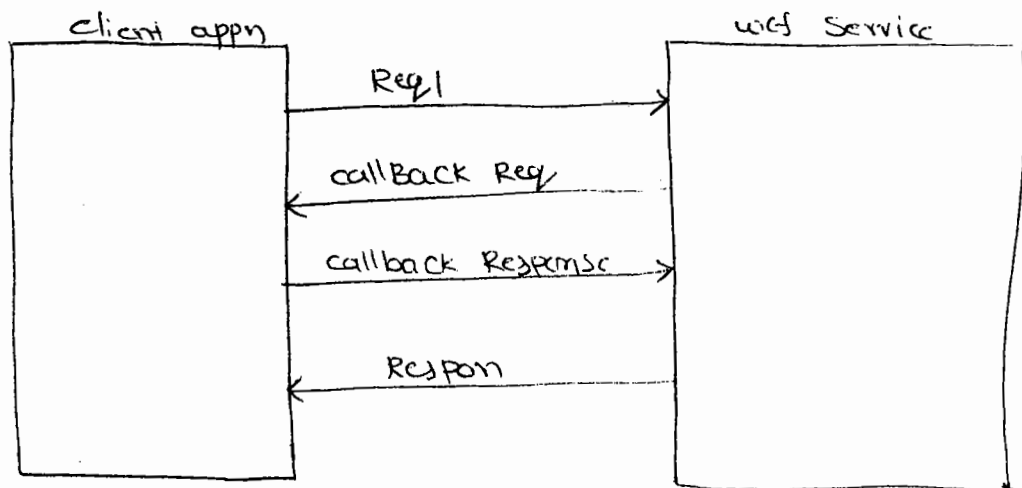 Client appn
wcf Service
Req1
callBack Req
callback Response
Respon